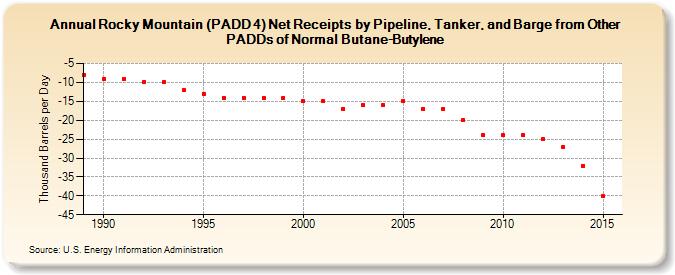 Annual Rocky Mountain (PADD 4) Net Receipts by Pipeline, Tanker, and Barge from Other
PADDs of Normal Butane-Butylene
Thousand Barrels per Day
-5
-10
-15
-20
-25
-30
-35
-40
-45
1990 1995 2000 2005 2010 2015
Source: U.S. Energy Information Administration